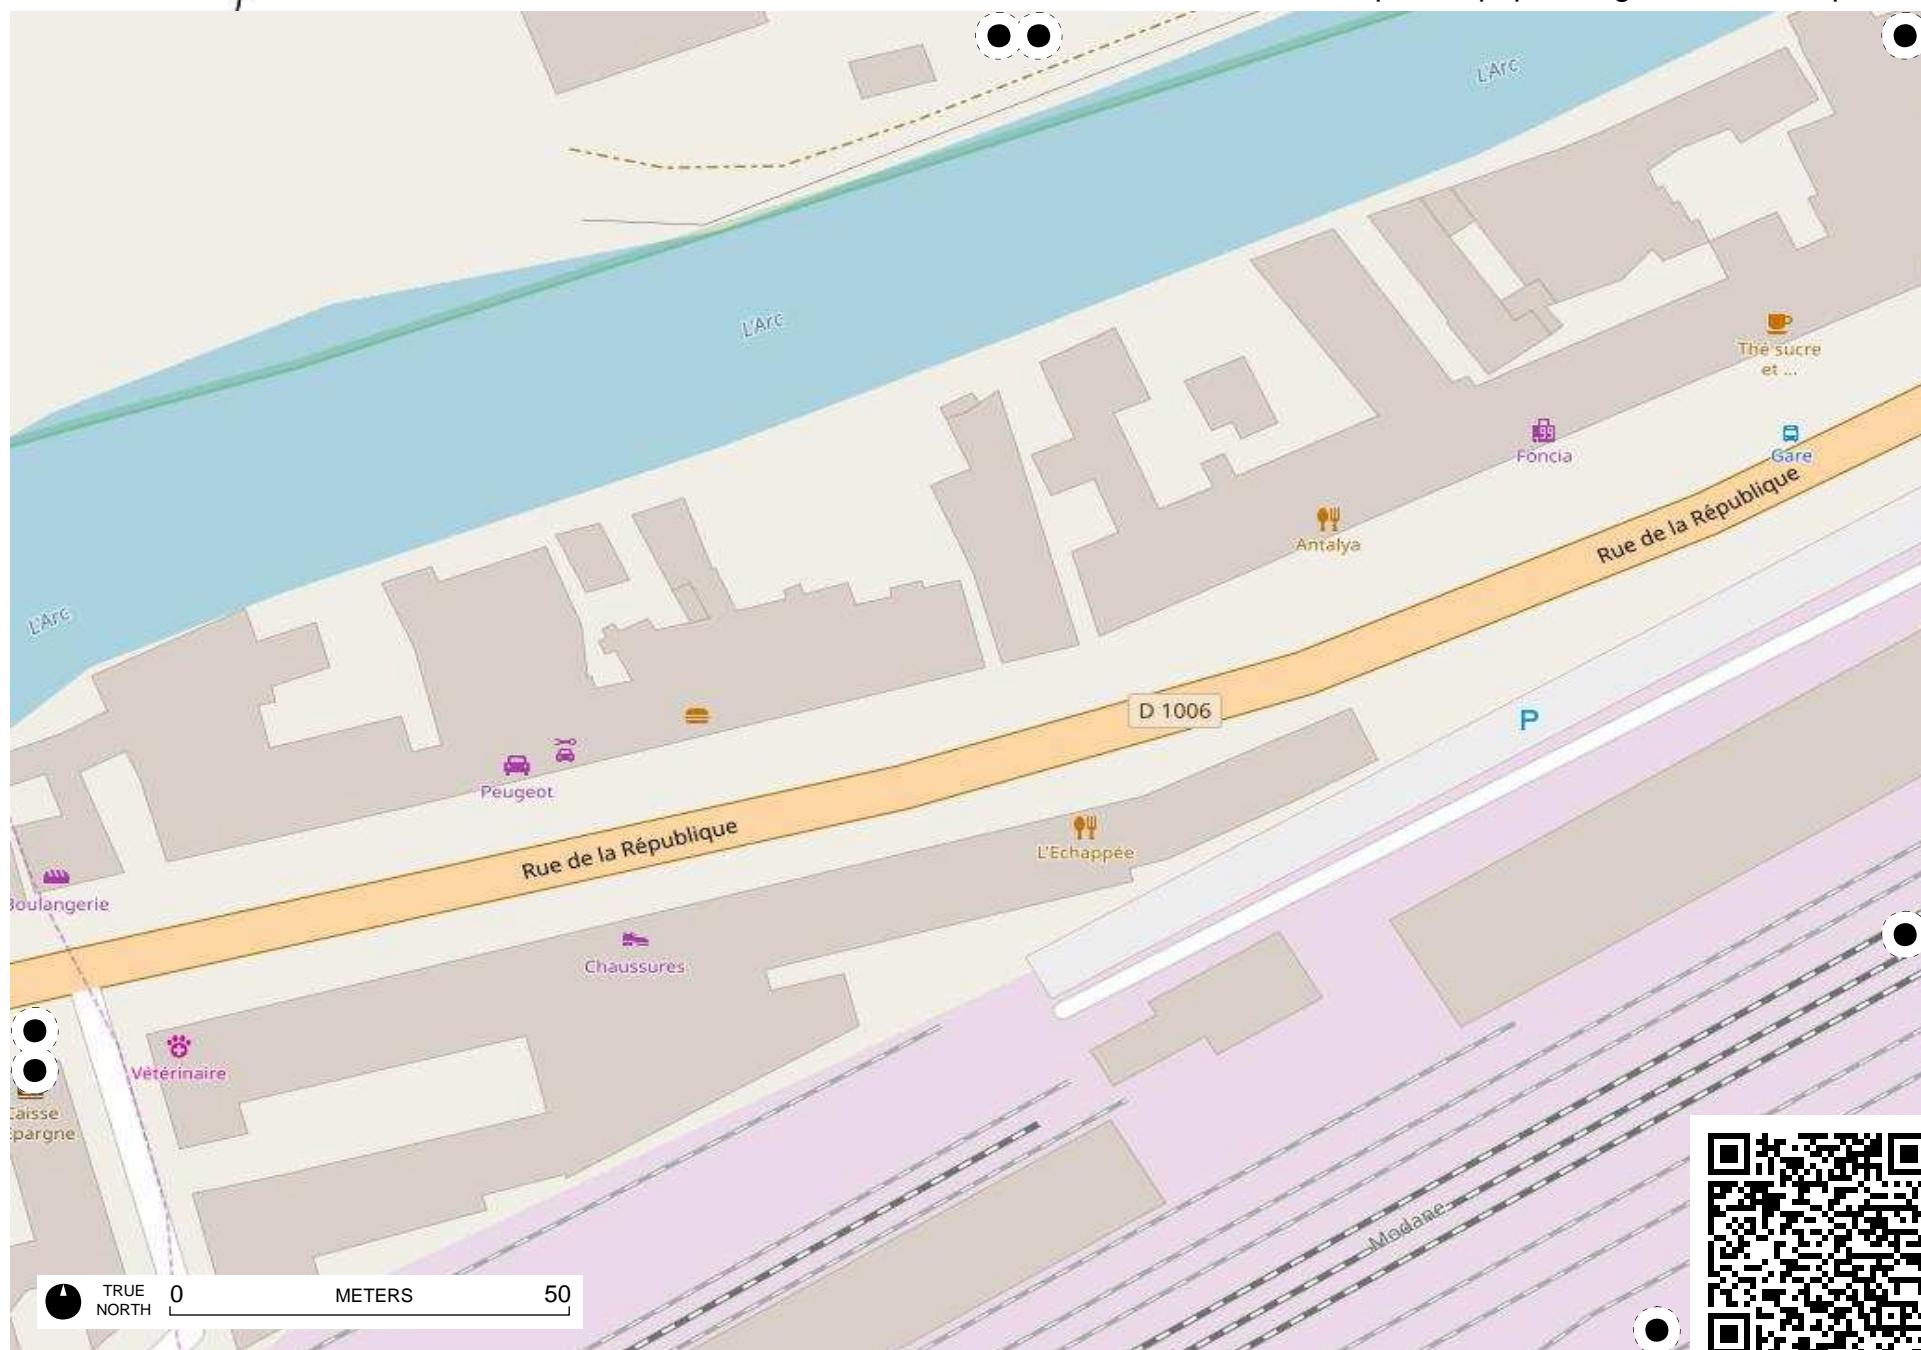 L'Arc
L'Arc
Thé sucre
et ...
Foncia
Gare
Rue de la République
Antalya
L'Arc
D 1006
P
Peugeot
Rue de la République
L'Echappée
Boulangerie
Chaussures
Vétérinaire
Caisse
Epargne
Modane
TRUE
NORTH
0 METERS 50